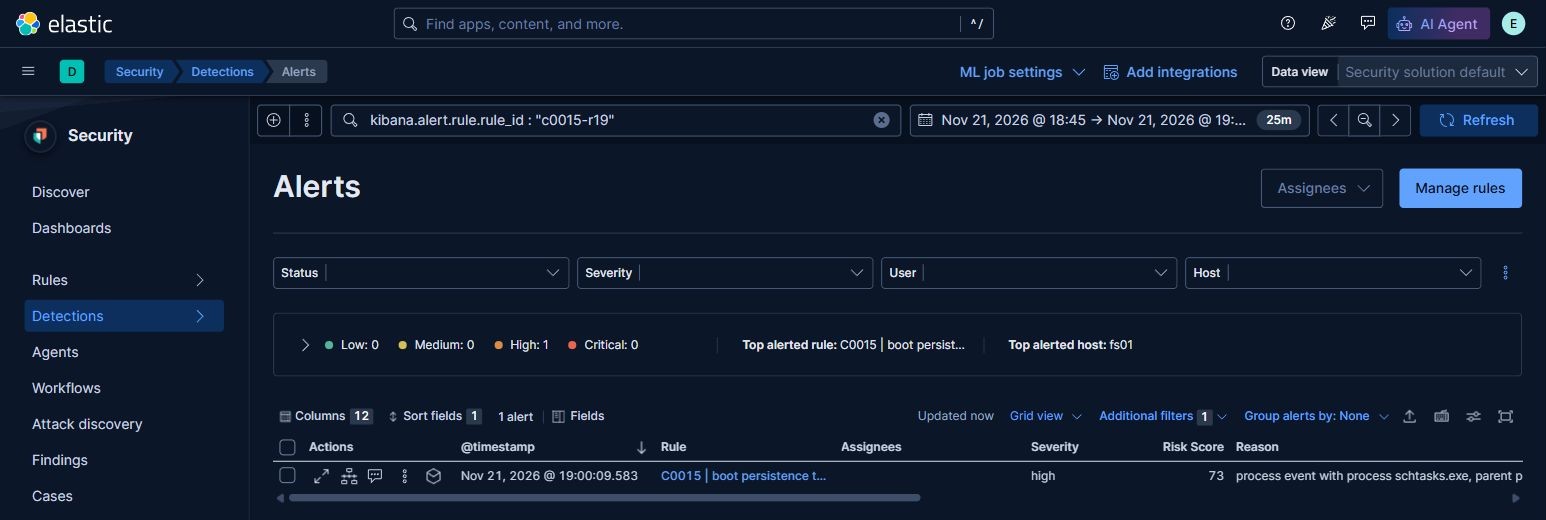 elastic
Find apps, content, and more.
^/
AI Agent
E
D
Security
Detections
Alerts
ML job settings
Add integrations
Data view
Security solution default
Security
kibana.alert.rule.rule_id : "c0015-r19"
Nov 21, 2026 @ 18:45 → Nov 21, 2026 @ 19:...
25m
Refresh
Discover
Dashboards
Rules
Detections
Agents
Workflows
Attack discovery
Findings
Cases
Alerts
Assignees
Manage rules
Status
Severity
User
Host
Low: 0
Medium: 0
High: 1
Critical: 0
Top alerted rule: C0015 | boot persist...
Top alerted host: fs01
Columns 12
Sort fields 1
1 alert
Fields
Updated now
Grid view
Additional filters 1
Group alerts by: None
Actions
@timestamp
Rule
Assignees
Severity
Risk Score
Reason
Nov 21, 2026 @ 19:00:09.583
C0015 | boot persistence t...
high
73
process event with process schtasks.exe, parent p